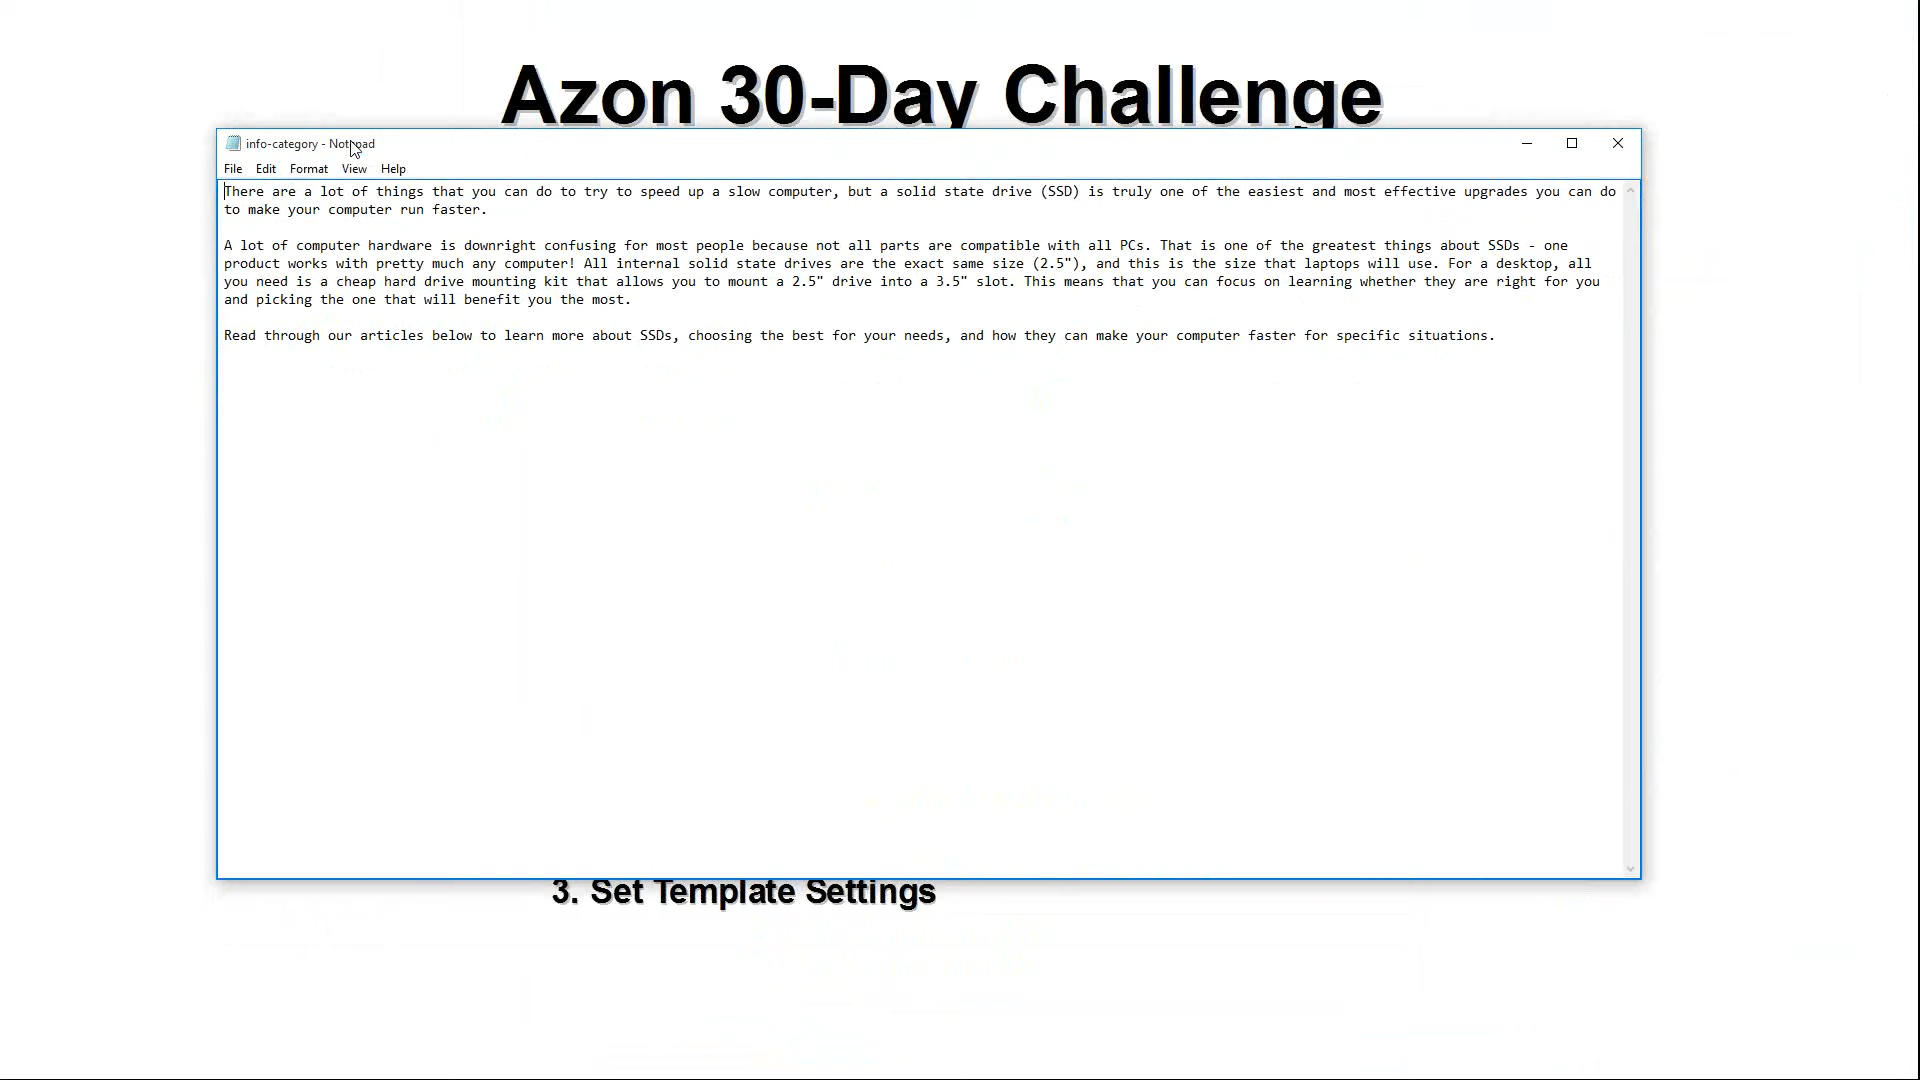 Azon 30-Day Challenge
info-category - Notepad
File Edit Format View Help
There are a lot of things that you can do to try to speed up a slow computer, but a solid state drive (SSD) is truly one of the easiest and most effective upgrades you can do
to make your computer run faster.
A lot of computer hardware is downright confusing for most people because not all parts are compatible with all PCs. That is one of the greatest things about SSDs - one
product works with pretty much any computer! All internal solid state drives are the exact same size (2.5"), and this is the size that laptops will use. For a desktop, all
you need is a cheap hard drive mounting kit that allows you to mount a 2.5" drive into a 3.5" slot. This means that you can focus on learning whether they are right for you
and picking the one that will benefit you the most.
Read through our articles below to learn more about SSDs, choosing the best for your needs, and how they can make your computer faster for specific situations.
3. Set Template Settings